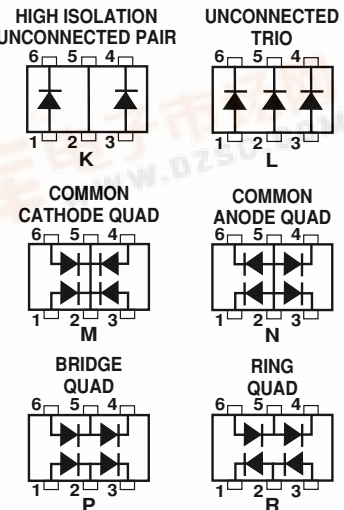 HIGH ISOLATION
UNCONNECTED PAIR
6 5 4
1 2 3
K
UNCONNECTED
TRIO
6 5 4
1 2 3
L
COMMON
CATHODE QUAD
6 5 4
1 2 3
M
COMMON
ANODE QUAD
6 5 4
1 2 3
N
BRIDGE
QUAD
6 5 4
1 2 3
P
RING
QUAD
6 5 4
1 2 3
R